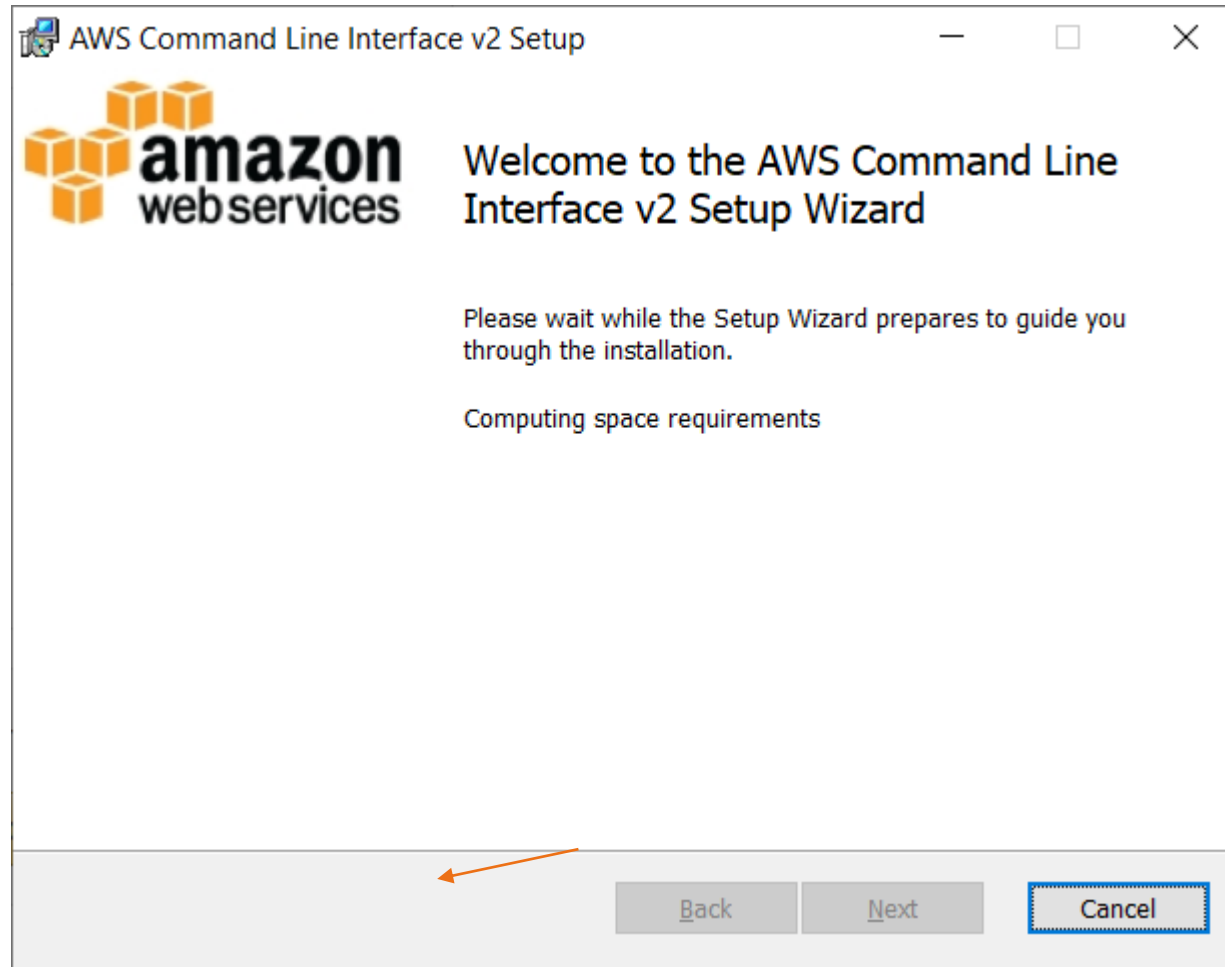 AWS Command Line Interface v2 Setup
amazon
web services
Welcome to the AWS Command Line
Interface v2 Setup Wizard
Please wait while the Setup Wizard prepares to guide you
through the installation.
Computing space requirements
Back Next Cancel